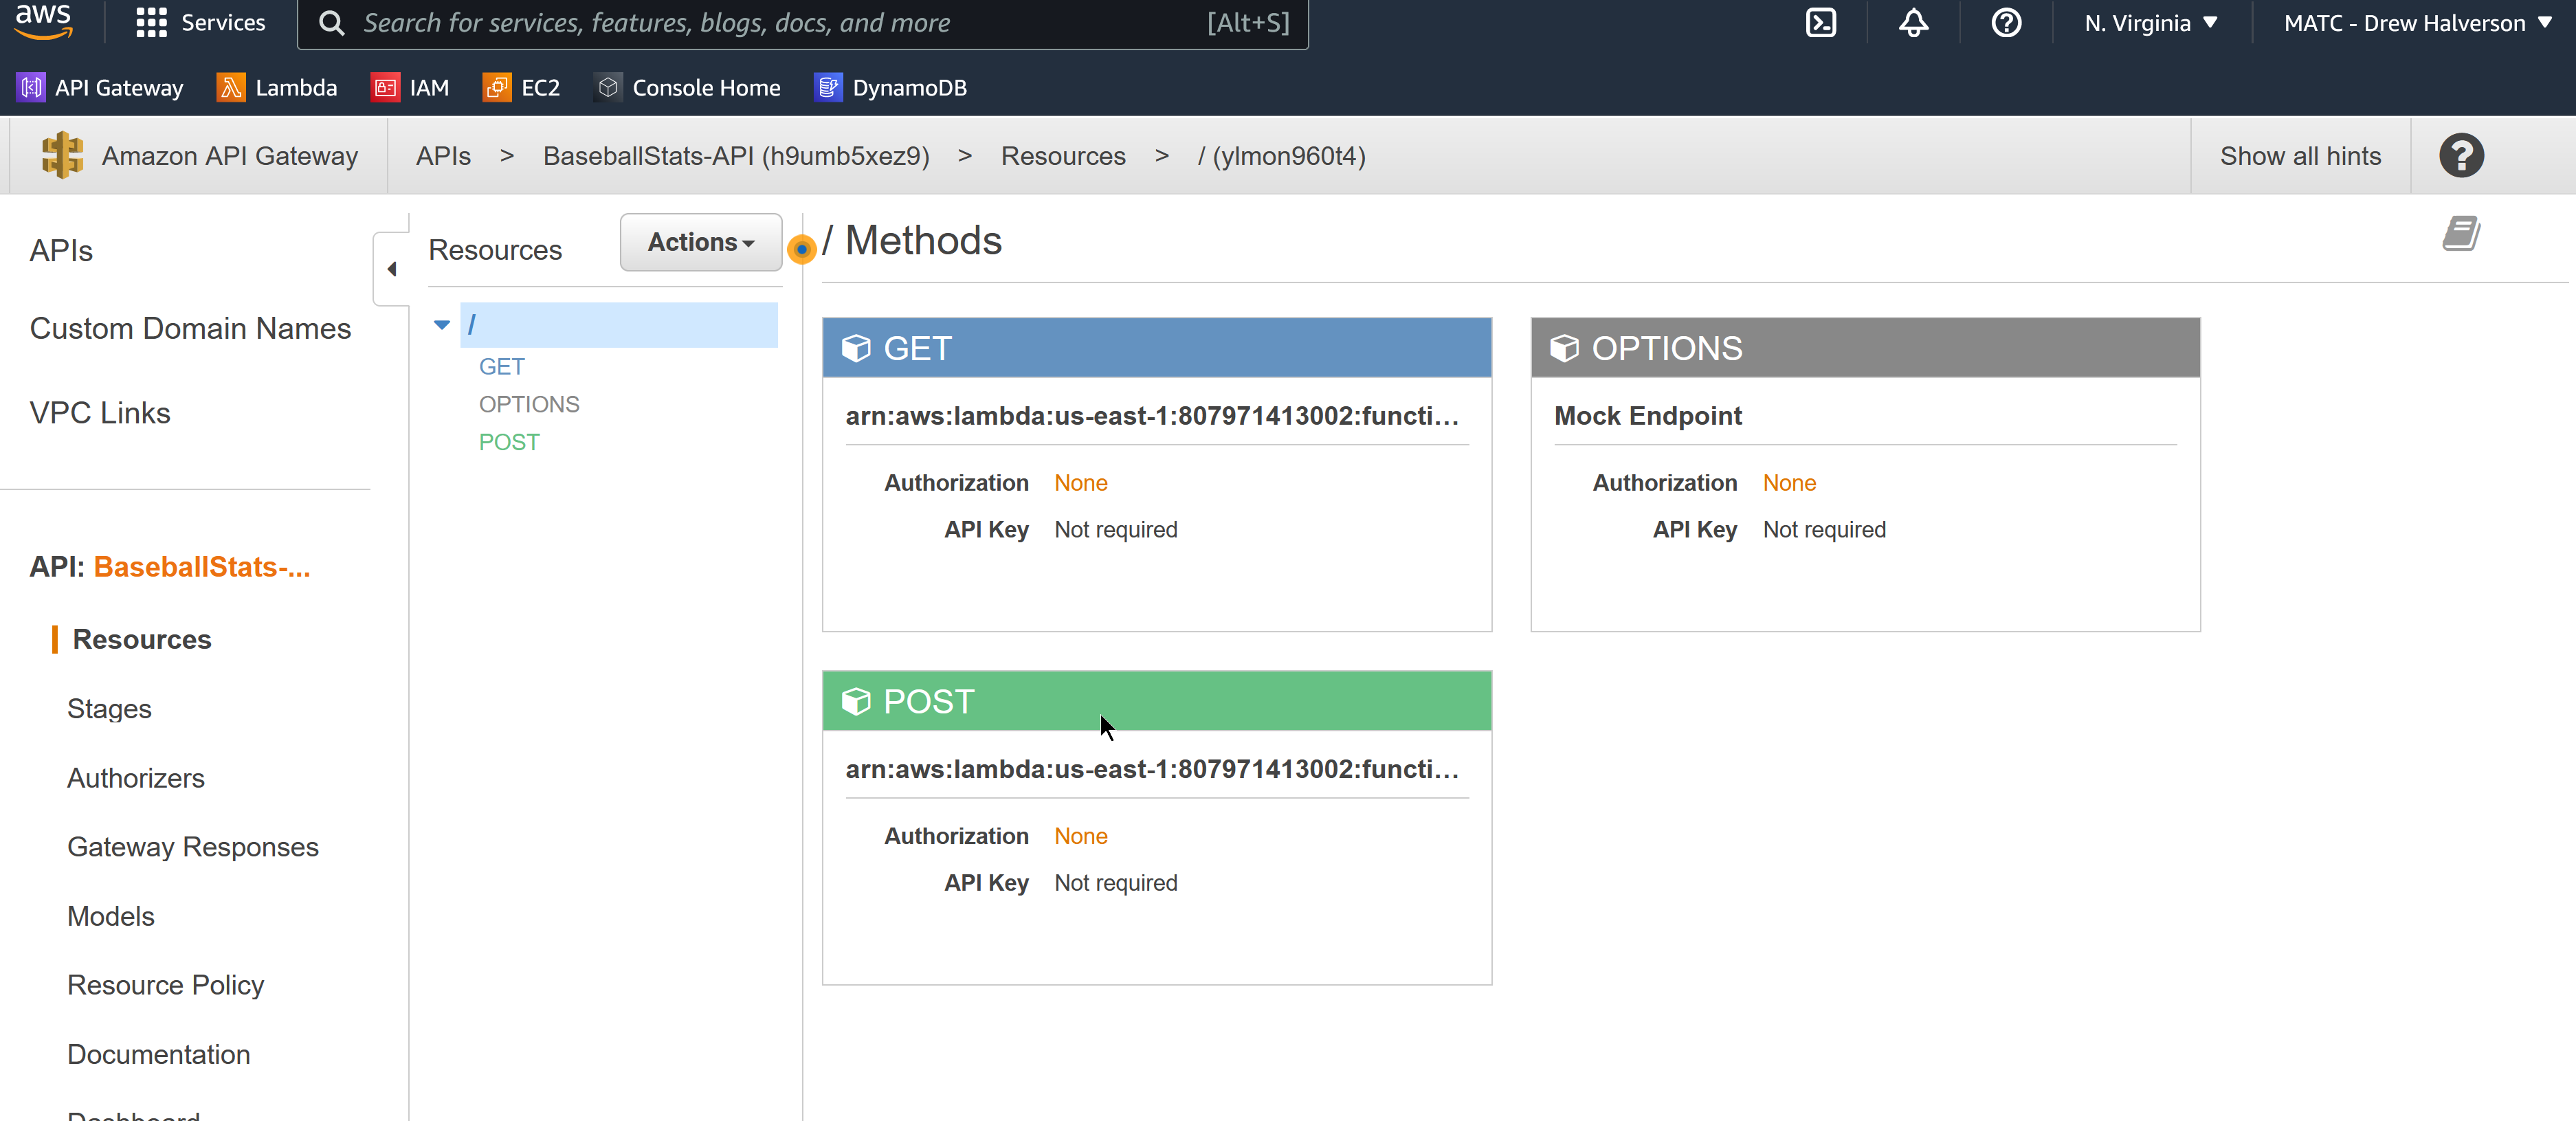 aws
Services
Search for services, features, blogs, docs, and more [Alt+S]
N. Virginia
MATC - Drew Halverson
API Gateway
Lambda
IAM
EC2
Console Home
DynamoDB
Amazon API Gateway
APIs > BaseballStats-API (h9umb5xez9) > Resources > / (ylmon960t4)
Show all hints
APIs
Custom Domain Names
VPC Links
API: BaseballStats-...
Resources
Stages
Authorizers
Gateway Responses
Models
Resource Policy
Documentation
Dashboard
Resources
Actions
/
GET
OPTIONS
POST
/ Methods
GET
arn:aws:lambda:us-east-1:807971413002:functi...
Authorization None
API Key Not required
OPTIONS
Mock Endpoint
Authorization None
API Key Not required
POST
arn:aws:lambda:us-east-1:807971413002:functi...
Authorization None
API Key Not required